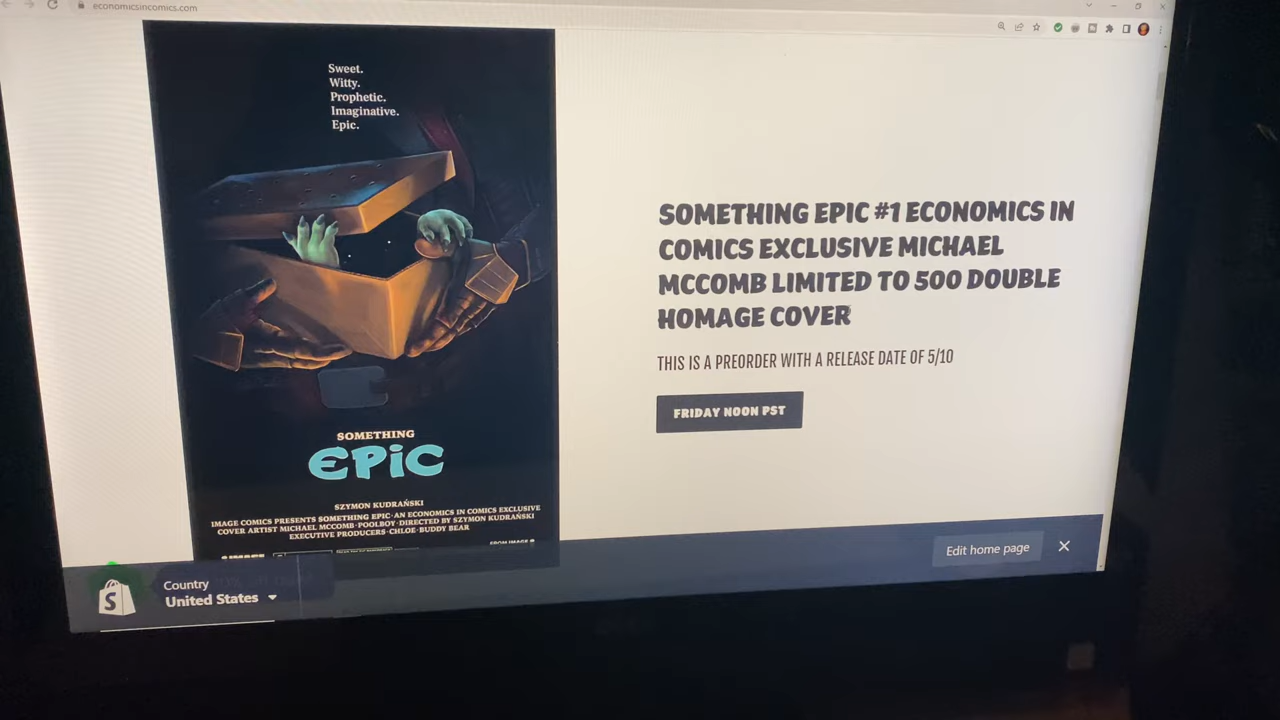 economicsincomics.com
Sweet.
Witty.
Prophetic.
Imaginative.
Epic.
SOMETHING
EPIC
SZYMON KUDRAŃSKI
IMAGE COMICS PRESENTS SOMETHING EPIC·AN ECONOMICS IN COMICS EXCLUSIVE
COVER ARTIST MICHAEL MCCOMB·POOLBOY·DIRECTED BY SZYMON KUDRAŃSKI
EXECUTIVE PRODUCERS·CHLOE·BUDDY BEAR
FROM IMAGE
SOMETHING EPIC #1 ECONOMICS IN
COMICS EXCLUSIVE MICHAEL
MCCOMB LIMITED TO 500 DOUBLE
HOMAGE COVER
THIS IS A PREORDER WITH A RELEASE DATE OF 5/10
FRIDAY NOON PST
Edit home page
Country
United States